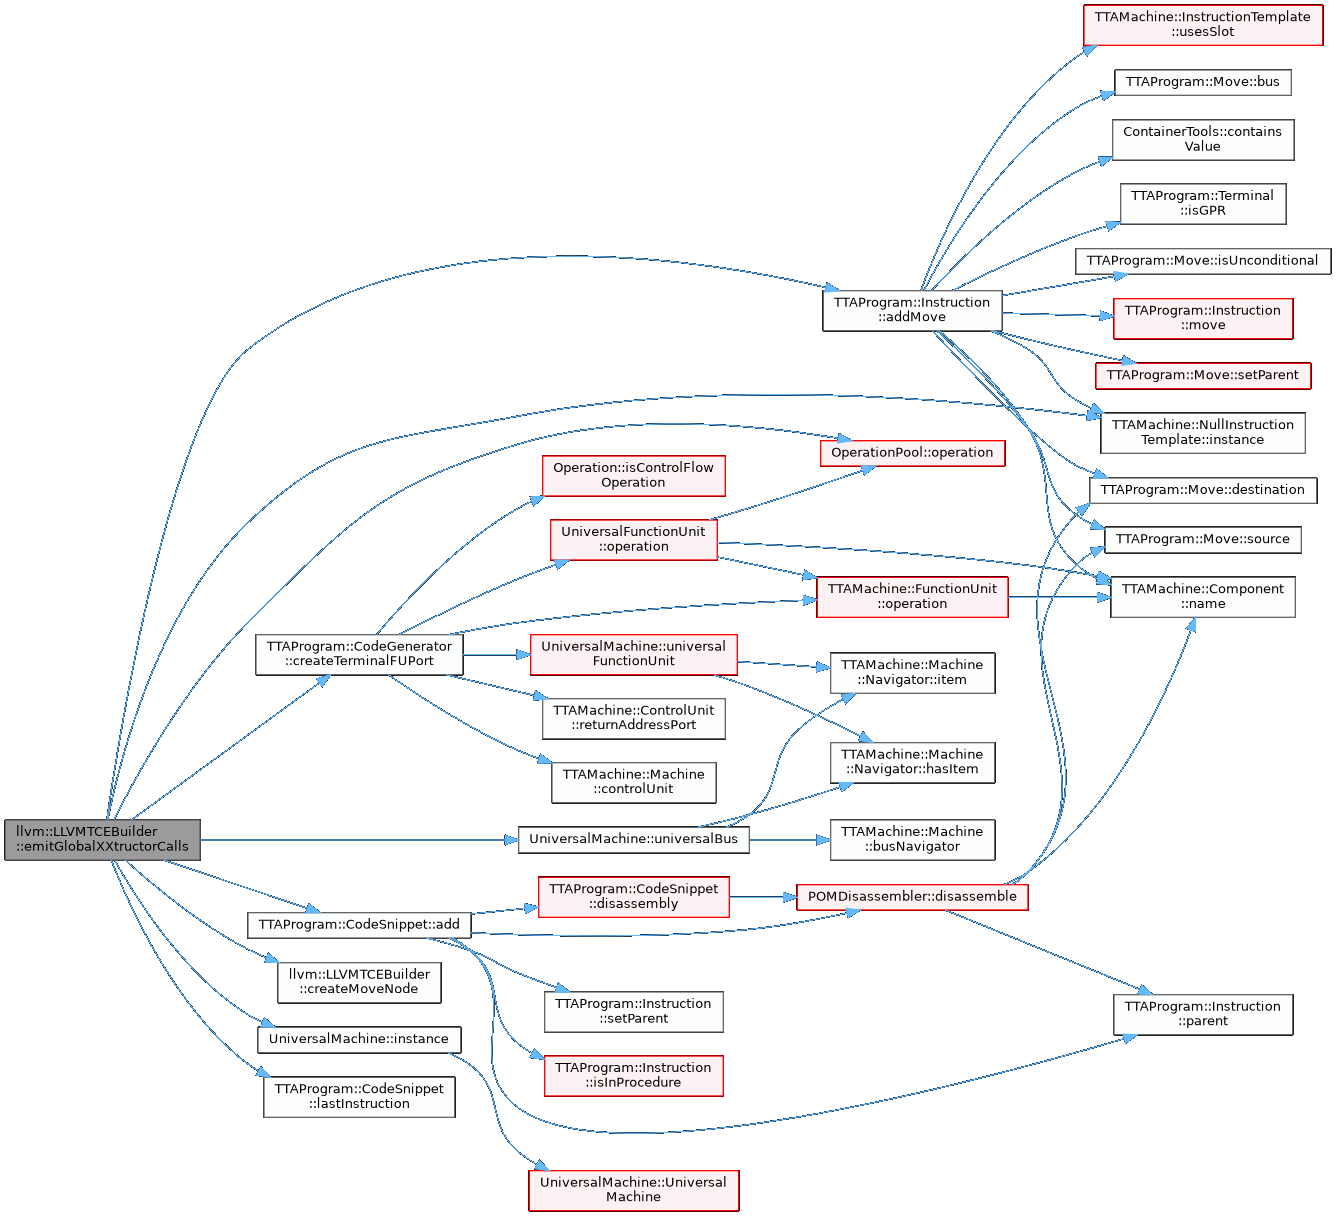 TTAMachine::InstructionTemplate
::usesSlot
TTAProgram::Move::bus
ContainerTools::contains
Value
TTAProgram::Terminal
::isGPR
TTAProgram::Move::isUnconditional
TTAProgram::Instruction
::addMove
TTAProgram::Instruction
::move
TTAProgram::Move::setParent
TTAMachine::NullInstruction
Template::instance
OperationPool::operation
Operation::isControlFlow
Operation
TTAProgram::Move::destination
UniversalFunctionUnit
::operation
TTAProgram::Move::source
TTAMachine::FunctionUnit
::operation
TTAMachine::Component
::name
TTAProgram::CodeGenerator
::createTerminalFUPort
UniversalMachine::universal
FunctionUnit
TTAMachine::Machine
::Navigator::item
TTAMachine::ControlUnit
::returnAddressPort
TTAMachine::Machine
::Navigator::hasItem
TTAMachine::Machine
::controlUnit
llvm::LLVMTCEBuilder
::emitGlobalXXtructorCalls
UniversalMachine::universalBus
TTAMachine::Machine
::busNavigator
TTAProgram::CodeSnippet
::disassembly
POMDisassembler::disassemble
TTAProgram::CodeSnippet::add
llvm::LLVMTCEBuilder
::createMoveNode
TTAProgram::Instruction
::setParent
TTAProgram::Instruction
::parent
UniversalMachine::instance
TTAProgram::Instruction
::isInProcedure
TTAProgram::CodeSnippet
::lastInstruction
UniversalMachine::Universal
Machine